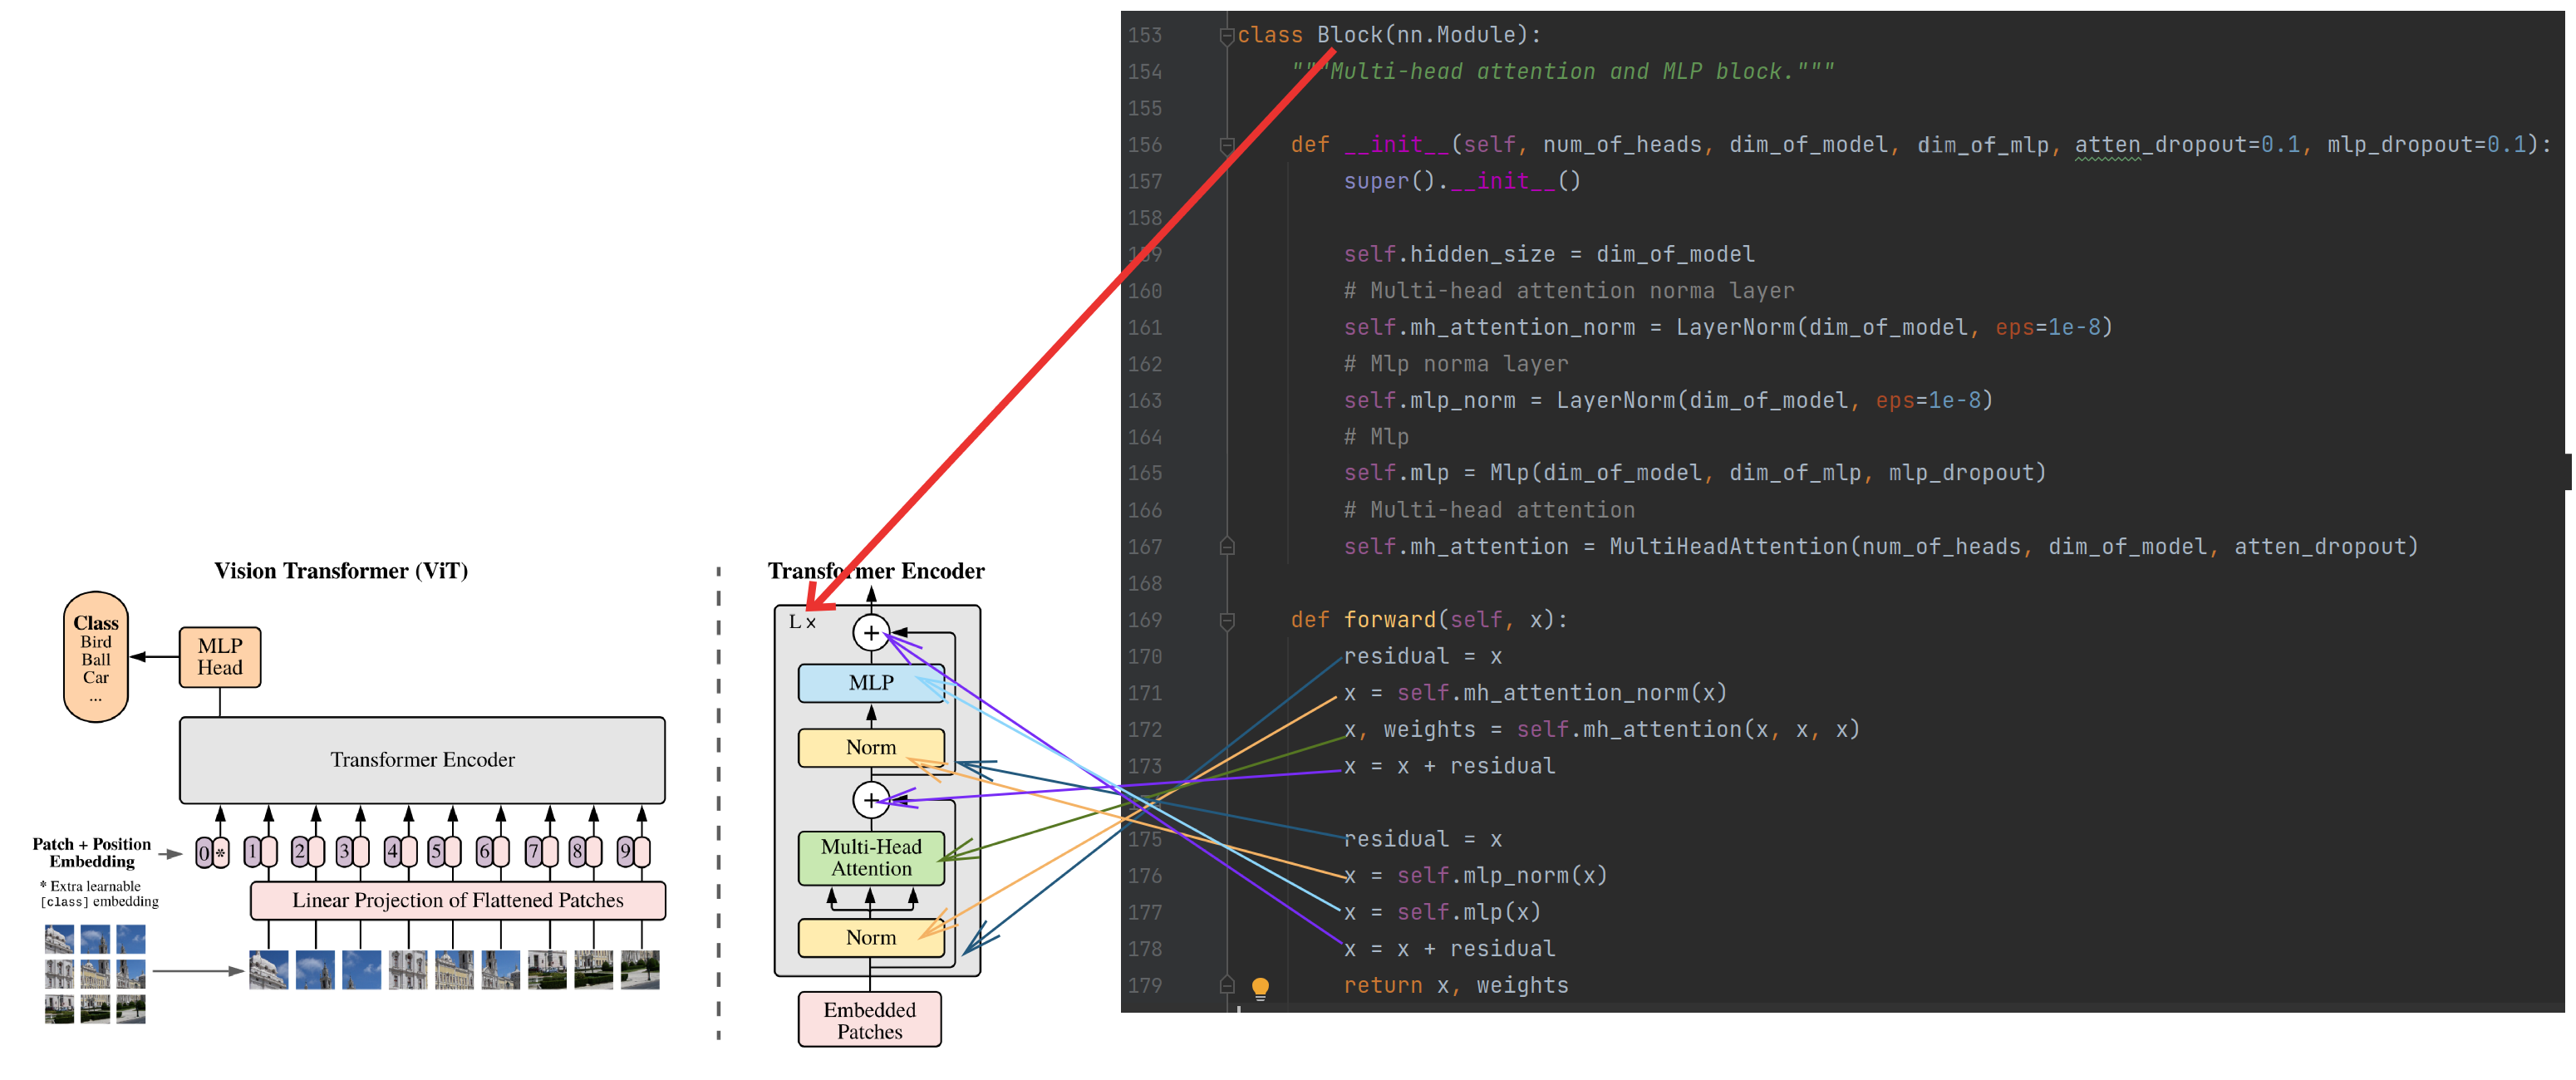 Vision Transformer (ViT)
Class
Bird
Ball
Car
...
MLP
Head
Transformer Encoder
Patch + Position
Embedding
* Extra learnable
[class] embedding
0 * 1 2 3 4 5 6 7 8 9
Linear Projection of Flattened Patches
Transformer Encoder
L x
+
MLP
Norm
+
Multi-Head
Attention
Norm
Embedded
Patches
153 class Block(nn.Module):
154 """Multi-head attention and MLP block."""
155
156 def __init__(self, num_of_heads, dim_of_model, dim_of_mlp, atten_dropout=0.1, mlp_dropout=0.1):
157 super().__init__()
158
159 self.hidden_size = dim_of_model
160 # Multi-head attention norma layer
161 self.mh_attention_norm = LayerNorm(dim_of_model, eps=1e-8)
162 # Mlp norma layer
163 self.mlp_norm = LayerNorm(dim_of_model, eps=1e-8)
164 # Mlp
165 self.mlp = Mlp(dim_of_model, dim_of_mlp, mlp_dropout)
166 # Multi-head attention
167 self.mh_attention = MultiHeadAttention(num_of_heads, dim_of_model, atten_dropout)
168
169 def forward(self, x):
170 residual = x
171 x = self.mh_attention_norm(x)
172 x, weights = self.mh_attention(x, x, x)
173 x = x + residual
175 residual = x
176 x = self.mlp_norm(x)
177 x = self.mlp(x)
178 x = x + residual
179 return x, weights